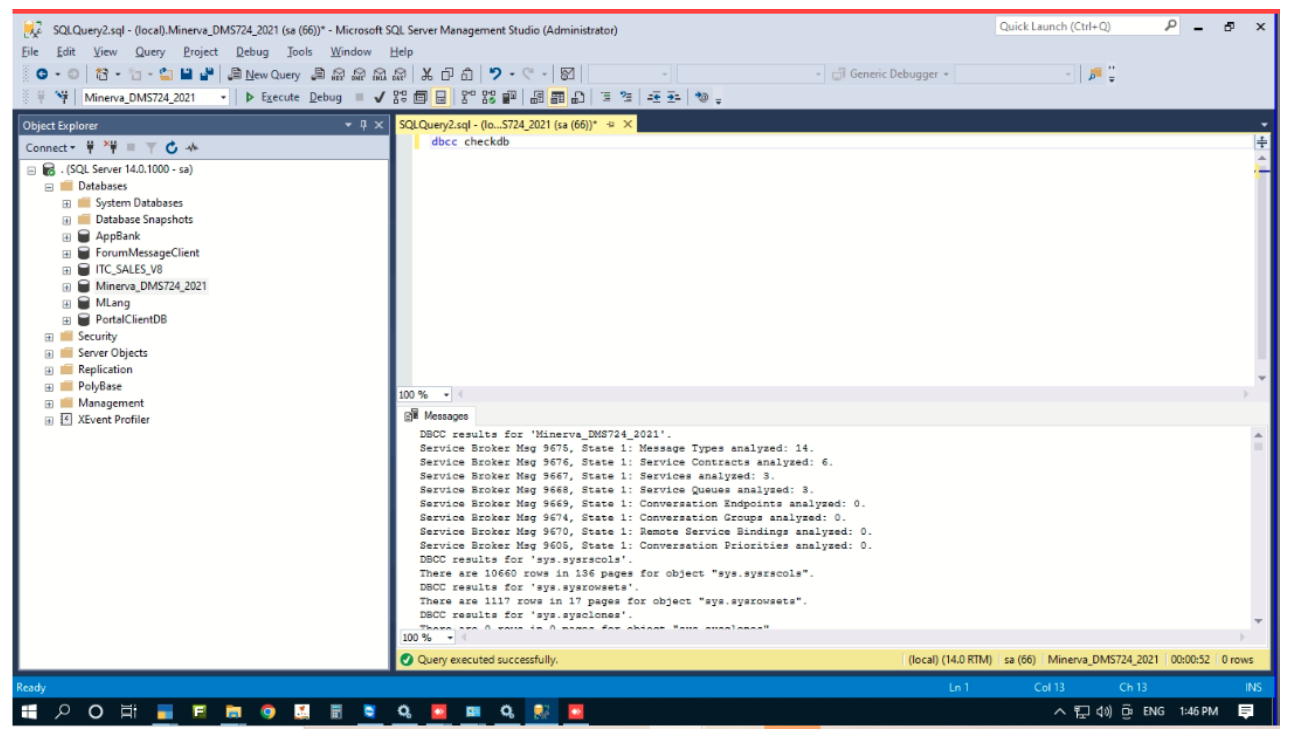 SQLQuery2.sql - (local).Minerva_DMS724_2021 (sa (66))* - Microsoft SQL Server Management Studio (Administrator)
Quick Launch (Ctrl+Q)
File Edit View Query Project Debug Tools Window Help
New Query
Generic Debugger
Minerva_DMS724_2021
Execute Debug
Object Explorer
Connect
. (SQL Server 14.0.1000 - sa)
Databases
System Databases
Database Snapshots
AppBank
ForumMessageClient
ITC_SALES_V8
Minerva_DMS724_2021
MLang
PortalClientDB
Security
Server Objects
Replication
PolyBase
Management
XEvent Profiler
SQLQuery2.sql - (lo...S724_2021 (sa (66))*
dbcc checkdb
100 %
Messages
DBCC results for 'Minerva_DMS724_2021'.
Service Broker Msg 9675, State 1: Message Types analyzed: 14.
Service Broker Msg 9676, State 1: Service Contracts analyzed: 6.
Service Broker Msg 9667, State 1: Services analyzed: 3.
Service Broker Msg 9668, State 1: Service Queues analyzed: 3.
Service Broker Msg 9669, State 1: Conversation Endpoints analyzed: 0.
Service Broker Msg 9674, State 1: Conversation Groups analyzed: 0.
Service Broker Msg 9670, State 1: Remote Service Bindings analyzed: 0.
Service Broker Msg 9605, State 1: Conversation Priorities analyzed: 0.
DBCC results for 'sys.sysrscols'.
There are 10660 rows in 136 pages for object "sys.sysrscols".
DBCC results for 'sys.sysrowsets'.
There are 1117 rows in 17 pages for object "sys.sysrowsets".
DBCC results for 'sys.sysclones'.
There are 0 rows in 0 pages for object "sys.sysclones".
100 %
Query executed successfully.
(local) (14.0 RTM) sa (66) Minerva_DMS724_2021 00:00:52 0 rows
Ready
Ln 1 Col 13 Ch 13 INS
ENG 1:46 PM